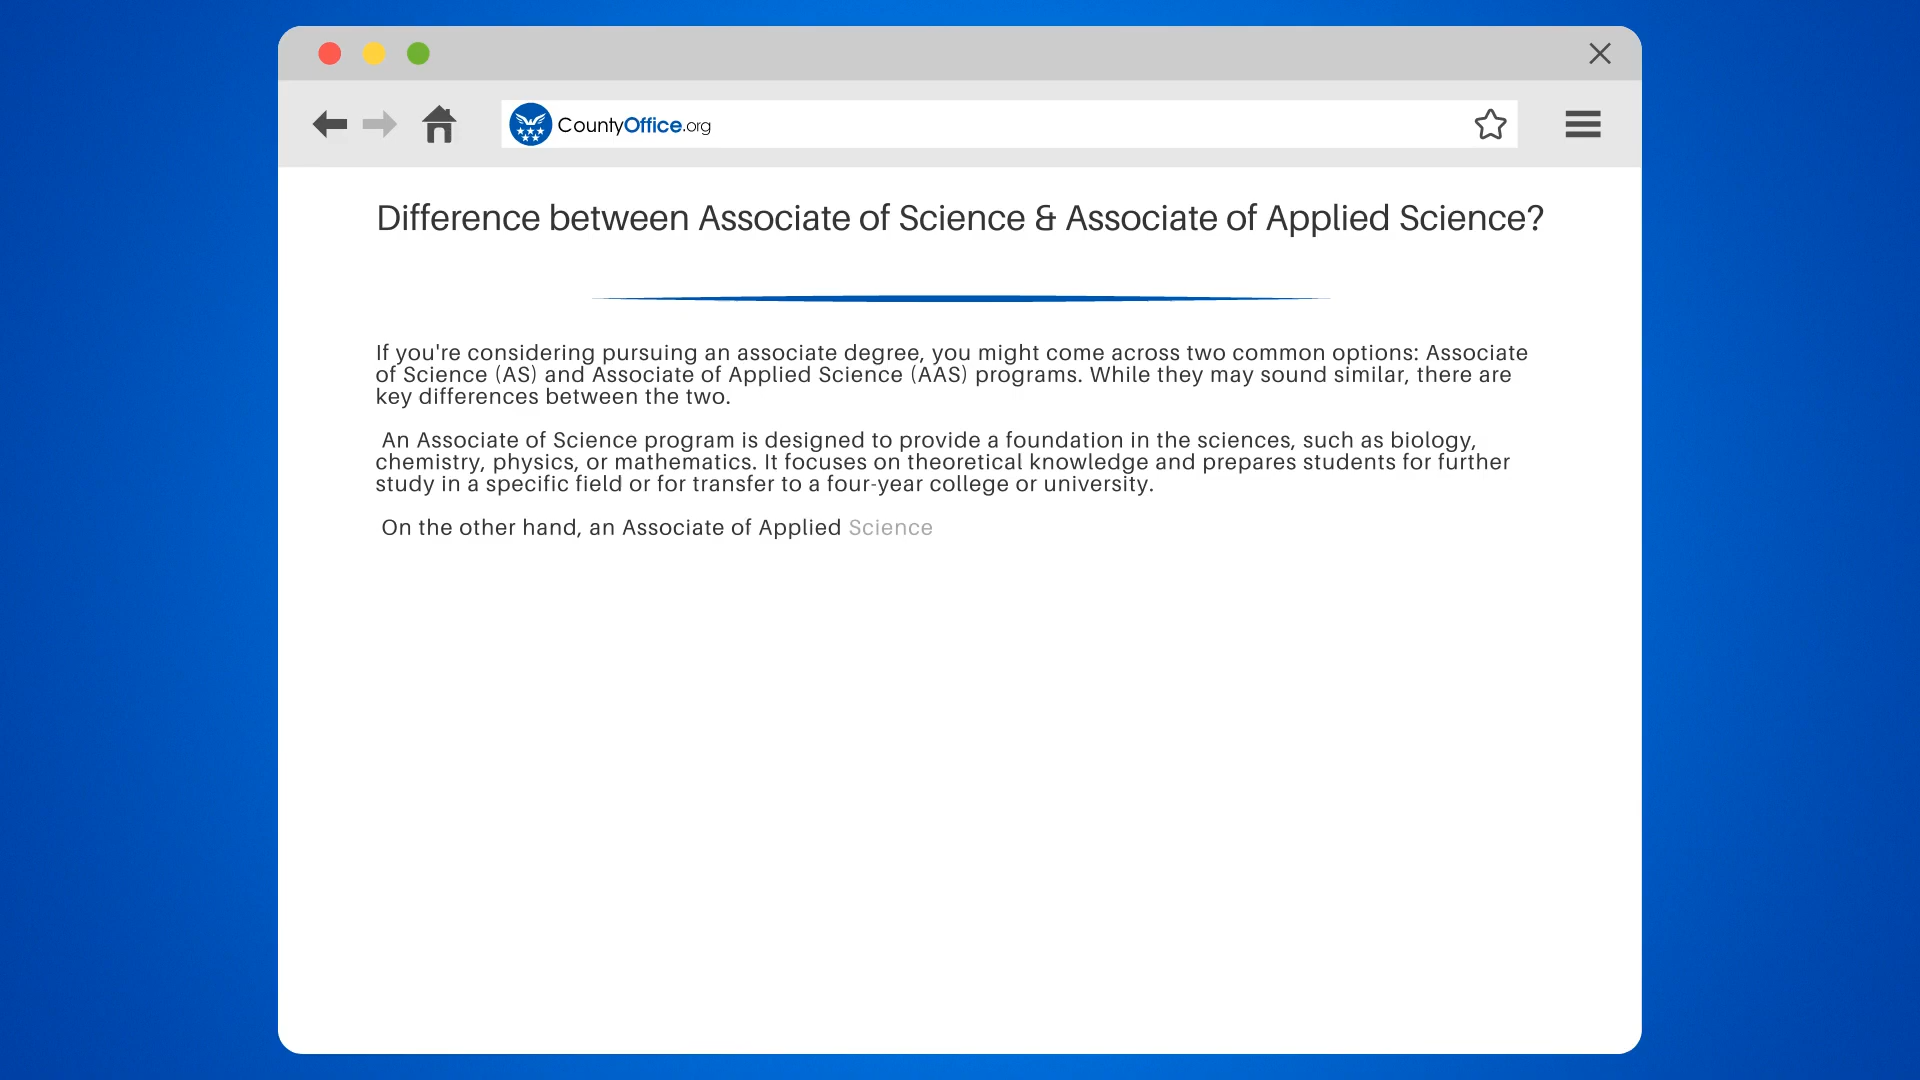 CountyOffice.org
Difference between Associate of Science & Associate of Applied Science?
If you're considering pursuing an associate degree, you might come across two common options: Associate
of Science (AS) and Associate of Applied Science (AAS) programs. While they may sound similar, there are
key differences between the two.
An Associate of Science program is designed to provide a foundation in the sciences, such as biology,
chemistry, physics, or mathematics. It focuses on theoretical knowledge and prepares students for further
study in a specific field or for transfer to a four-year college or university.
On the other hand, an Associate of Applied Science